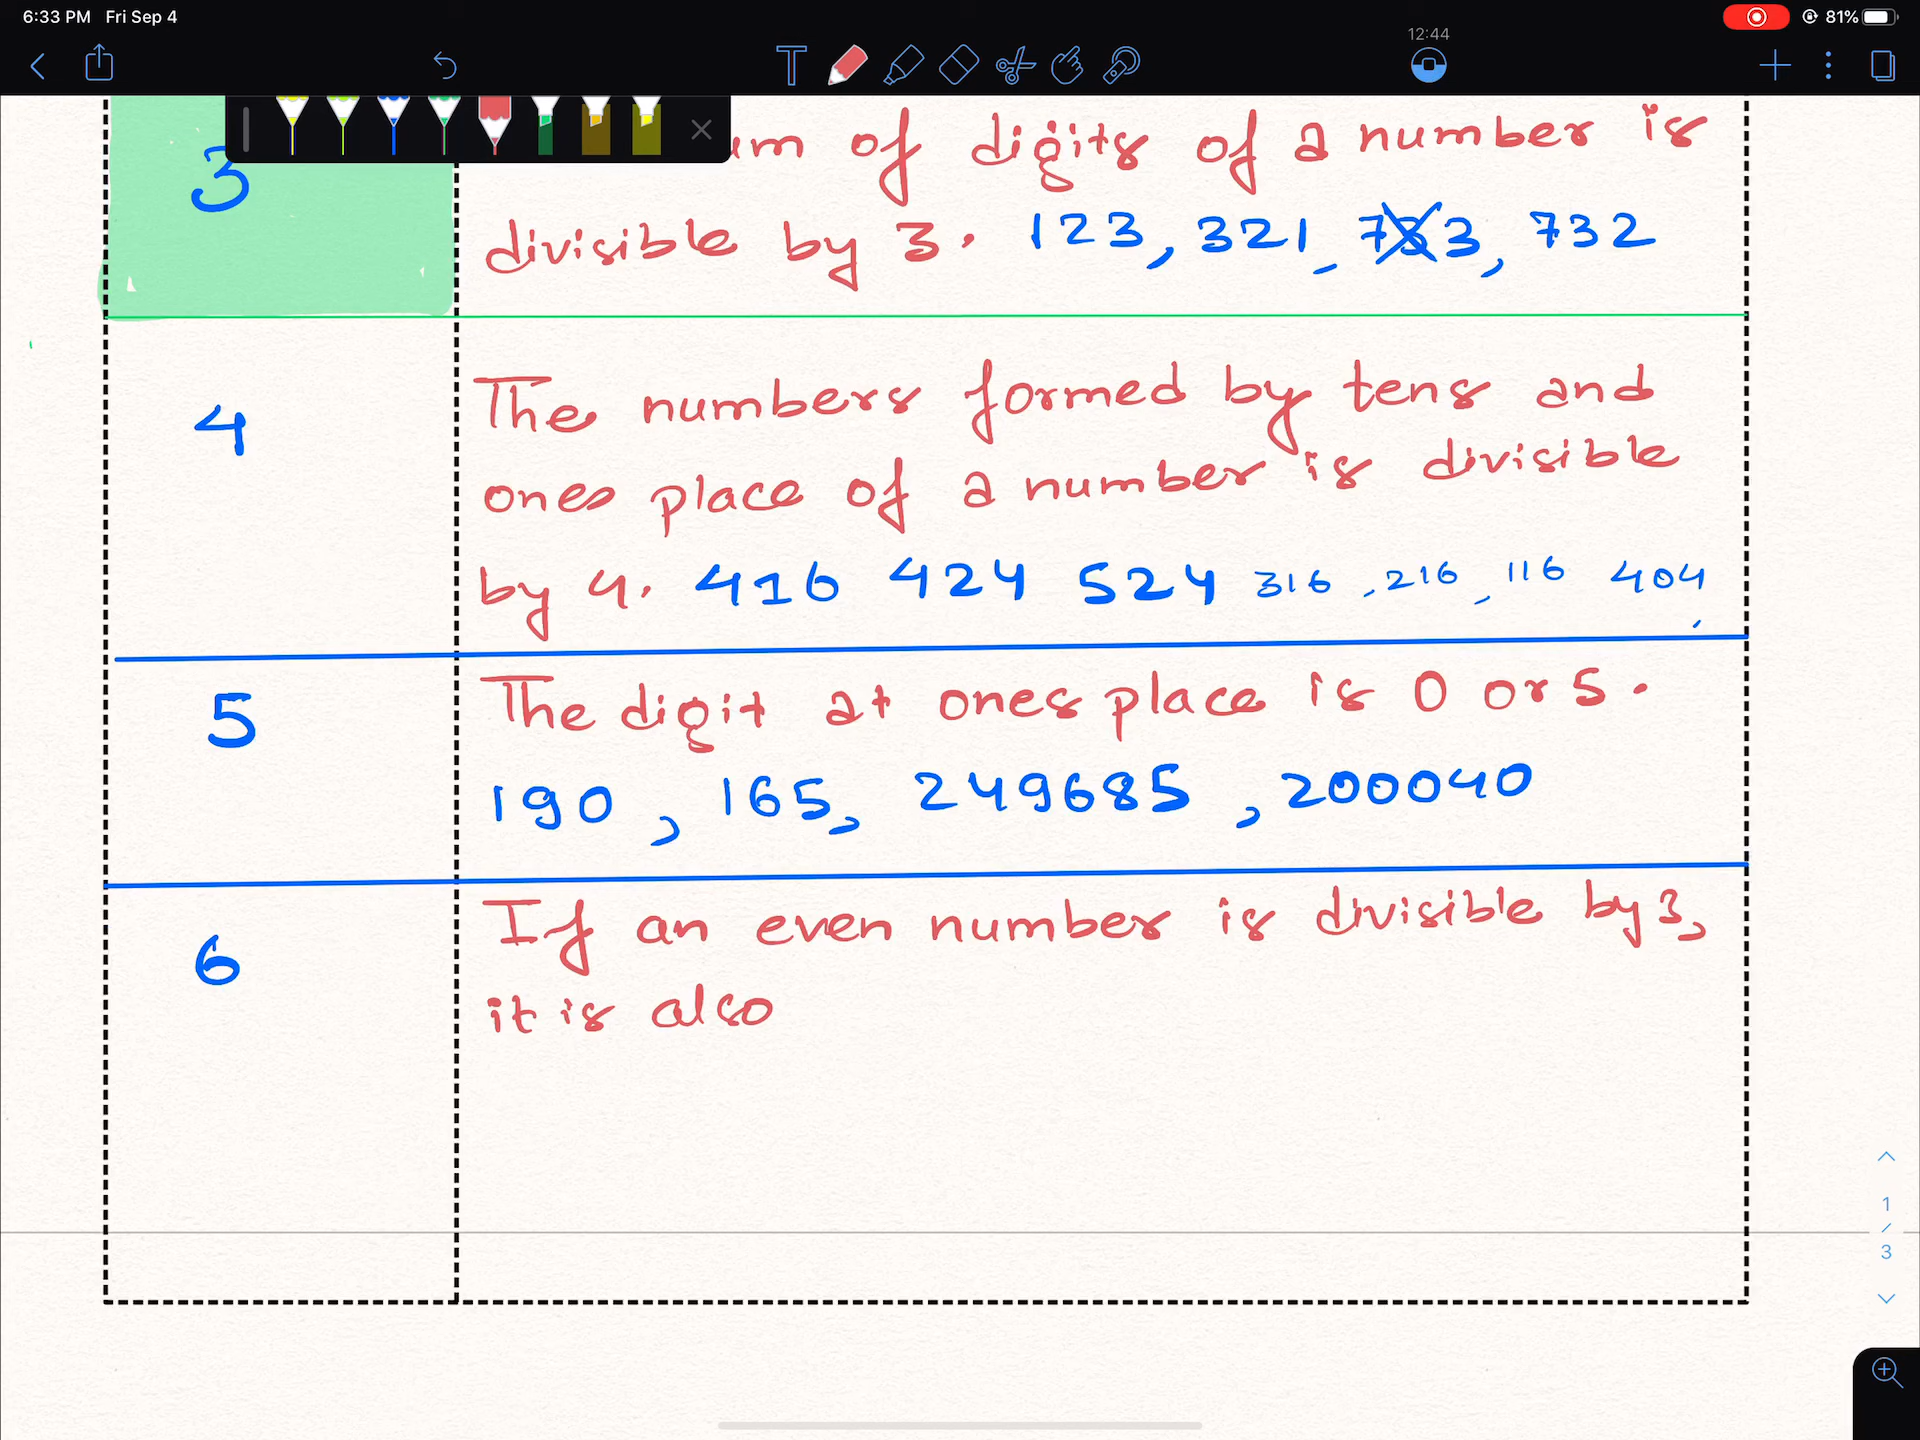 6:33 PM Fri Sep 4
81%
12:44
3
um of digits of a number is
divisible by 3. 123, 321, 3, 732
4
The numbers formed by tens and
ones place of a number is divisible
by 4. 416 424 524 316, 216, 116 404,
5
The digit at ones place is 0 or 5.
190, 165, 249685, 200040
6
If an even number is divisible by 3,
it is also
1
/
3